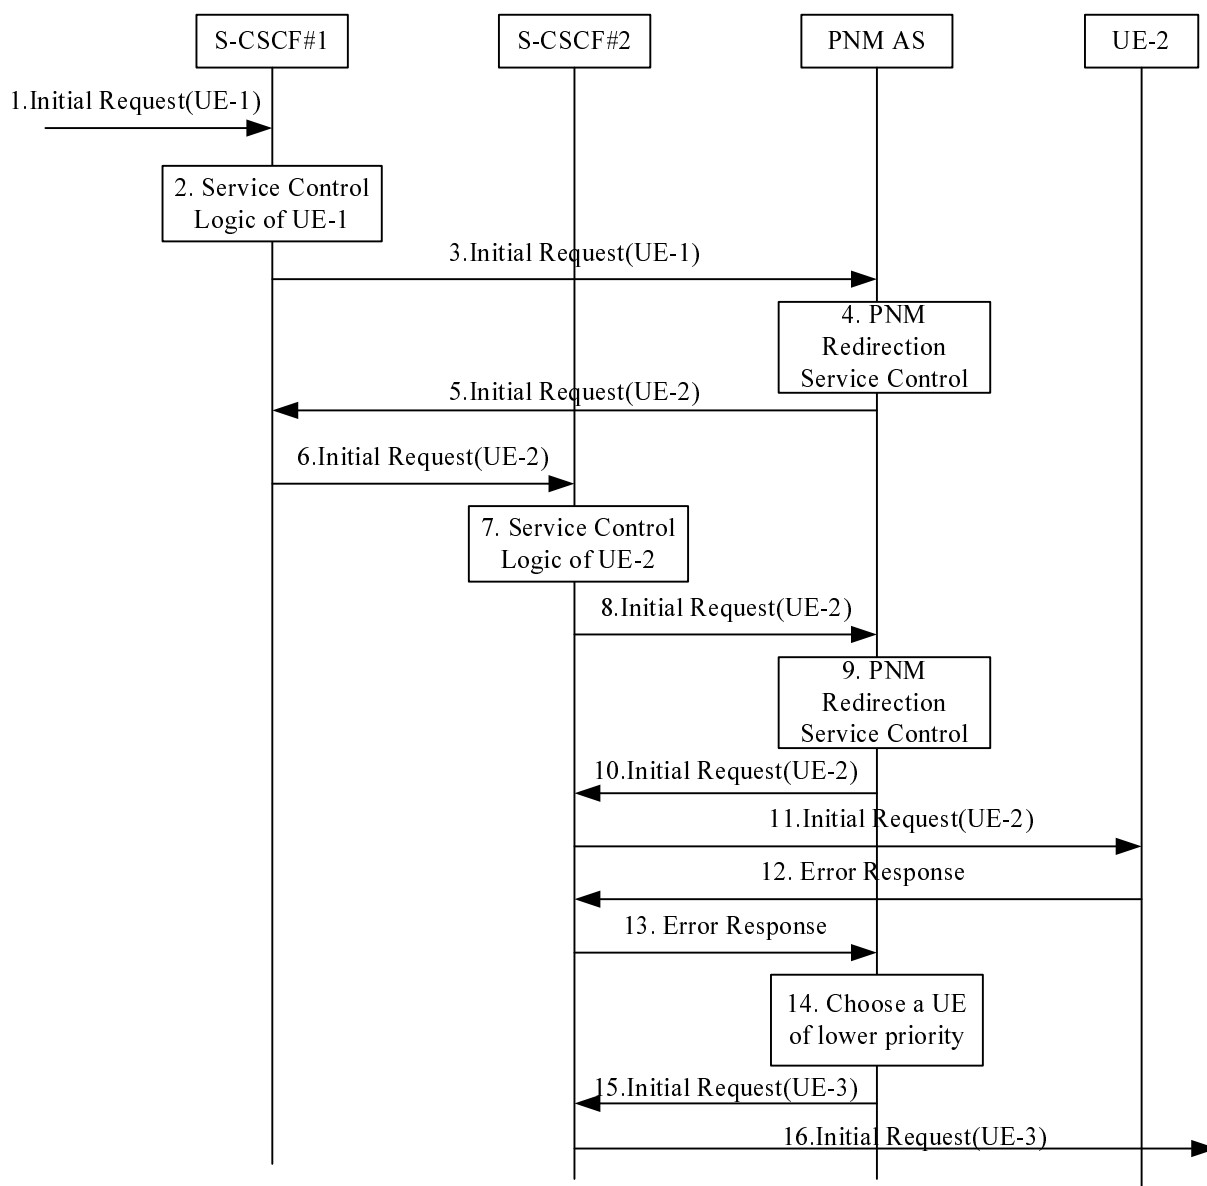 S-CSCF#1
S-CSCF#2
PNM AS
UE-2
1.Initial Request(UE-1)
2. Service Control
Logic of UE-1
3.Initial Request(UE-1)
4. PNM
Redirection
Service Control
5.Initial Request(UE-2)
6.Initial Request(UE-2)
7. Service Control
Logic of UE-2
8.Initial Request(UE-2)
9. PNM
Redirection
Service Control
10.Initial Request(UE-2)
11.Initial Request(UE-2)
12. Error Response
13. Error Response
14. Choose a UE
of lower priority
15.Initial Request(UE-3)
16.Initial Request(UE-3)